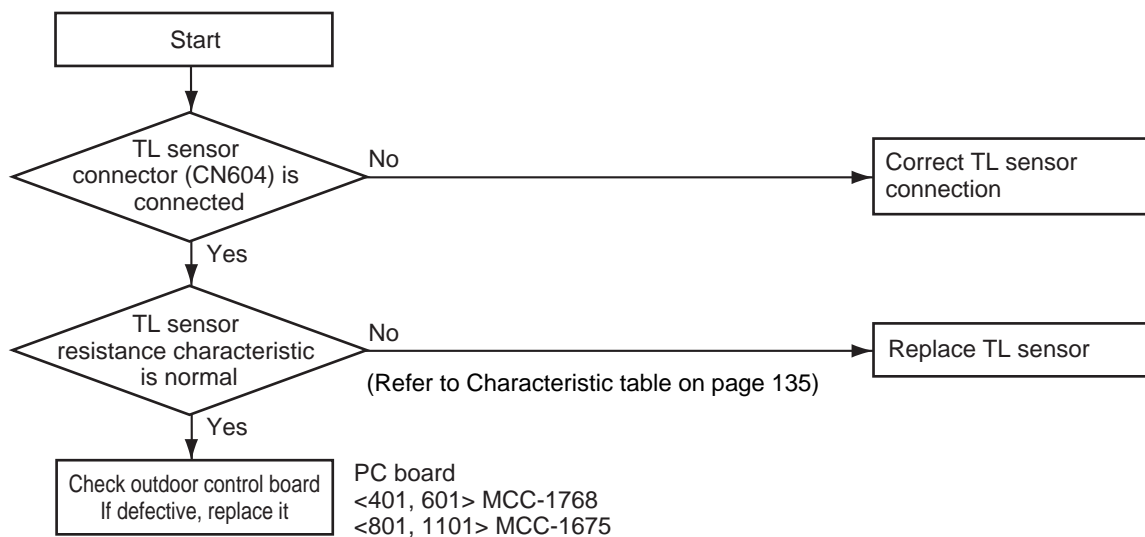 Start
TL sensor
connector (CN604) is
connected
No
Correct TL sensor
connection
Yes
TL sensor
resistance characteristic
is normal
No
(Refer to Characteristic table on page 135)
Replace TL sensor
Yes
Check outdoor control board
If defective, replace it
PC board
<401, 601> MCC-1768
<801, 1101> MCC-1675